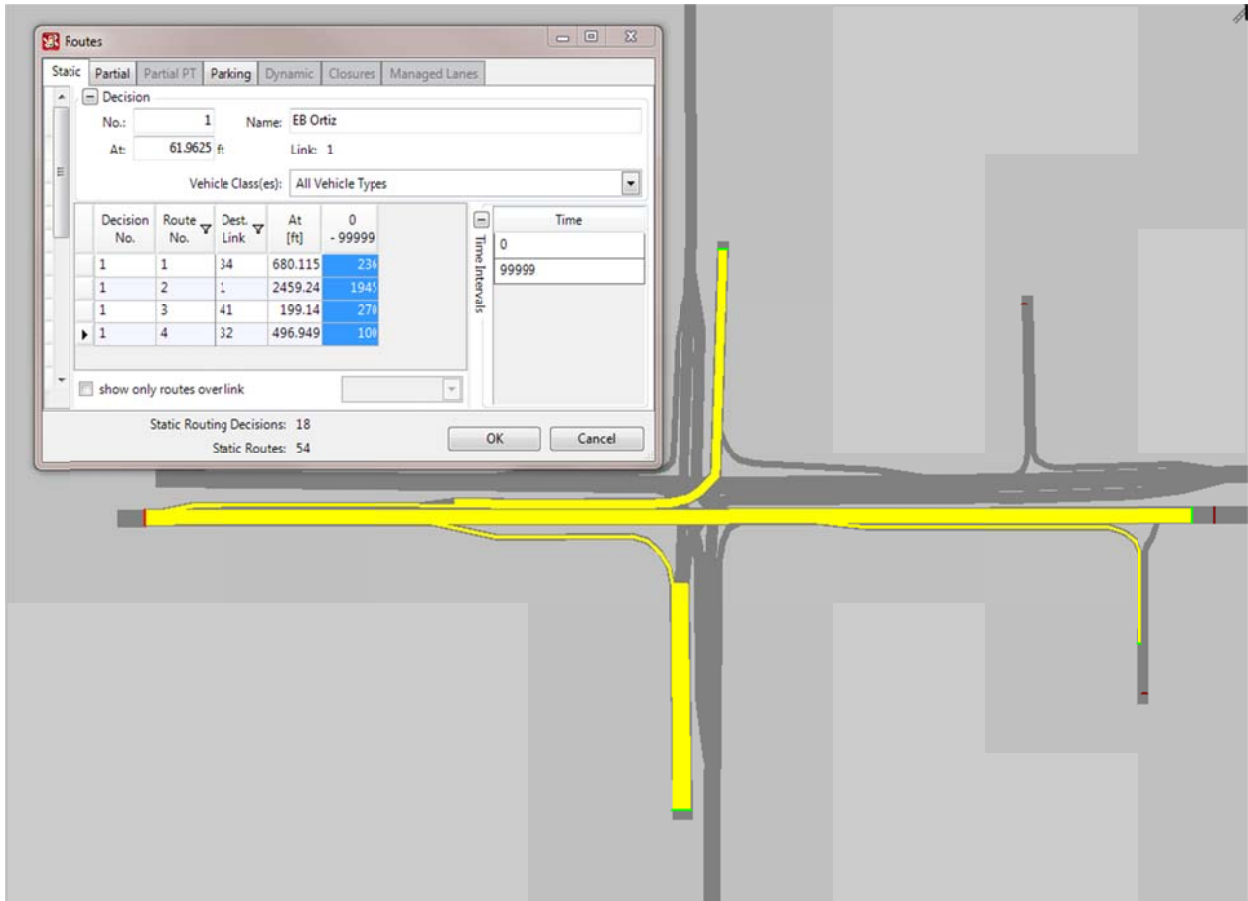 Routes
Static Partial Partial PT Parking Dynamic Closures Managed Lanes
Decision
No.: 1 Name: EB Ortiz
At: 61.9625 ft Link: 1
Vehicle Class(es): All Vehicle Types
Decision No. Route No. Dest. Link At [ft] 0 - 99999
1 1 34 680.115
1 2 2459.24
1 3 41 199.14
1 4 32 496.949
Time Intervals
Time
0
99999
show only routes overlink
Static Routing Decisions: 18
Static Routes: 54
OK Cancel